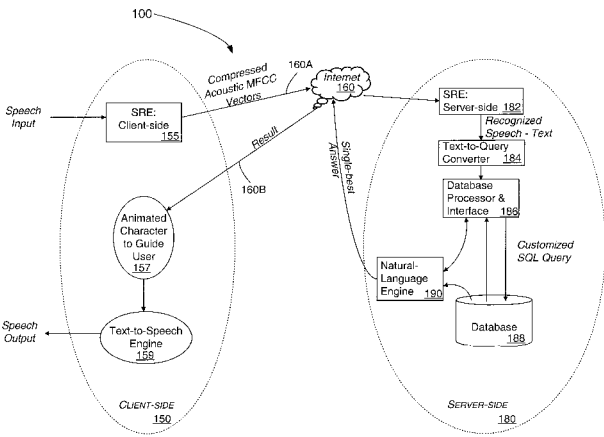 100
Compressed
Acoustic MFCC
Vectors
160A
Internet
160
Speech
Input
SRE:
Client-side
155
SRE:
Server-side 182
Recognized
Speech - Text
Text-to-Query
Converter 184
Result
160B
Single-best
Answer
Database
Processor &
Interface 186
Animated
Character
to Guide
User
157
Customized
SQL Query
Natural-
Language
Engine 190
Speech
Output
Text-to-Speech
Engine
159
Database
188
CLIENT-SIDE
150
SERVER-SIDE
180